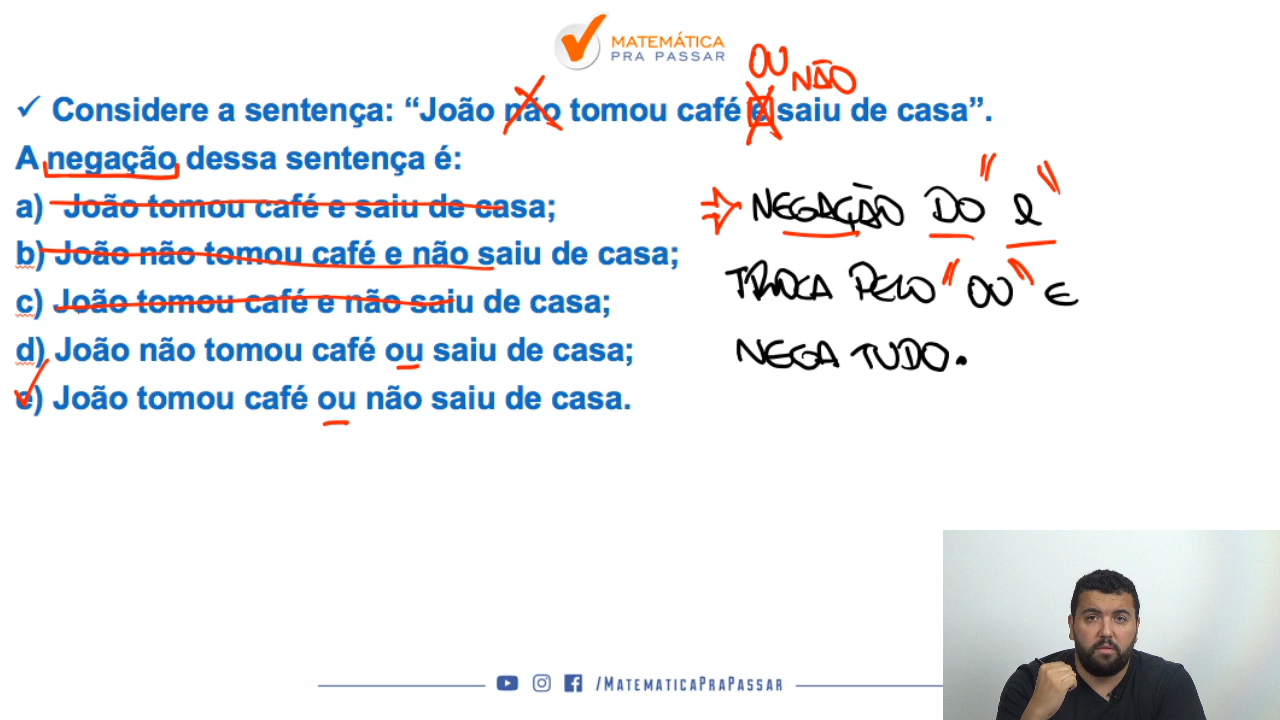 MATEMÁTICA
PRA PASSAR
OU
NÃO
✓ Considere a sentença: “João não tomou café e saiu de casa”.
A negação dessa sentença é:
a) João tomou café e saiu de casa;
b) João não tomou café e não saiu de casa;
c) João tomou café e não saiu de casa;
d) João não tomou café ou saiu de casa;
e) João tomou café ou não saiu de casa.
⇒ NEGAÇÃO DO "e"
TROCA PELO "OU" E
NEGA TUDO.
/MATEMATICAPRAPASSAR